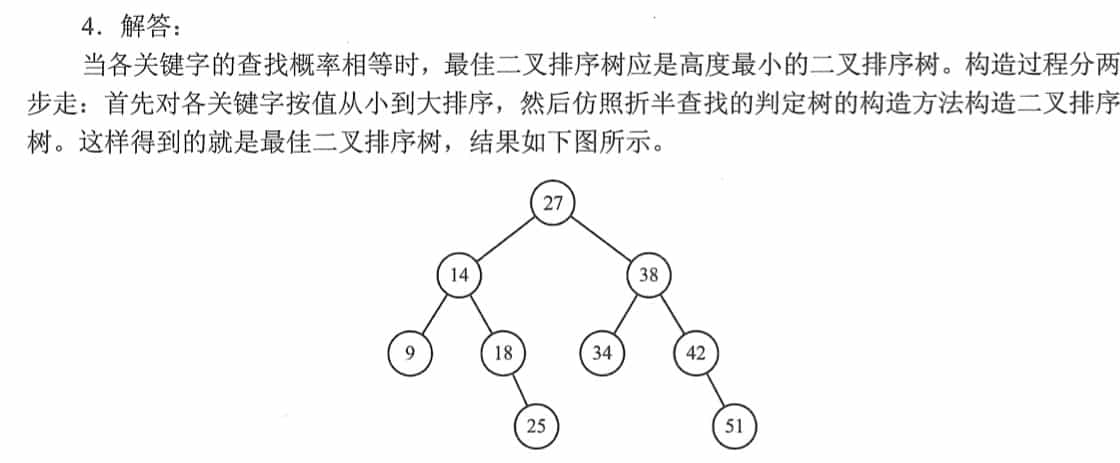 4．解答：
当各关键字的查找概率相等时，最佳二叉排序树应是高度最小的二叉排序树。构造过程分两
步走：首先对各关键字按值从小到大排序，然后仿照折半查找的判定树的构造方法构造二叉排序
树。这样得到的就是最佳二叉排序树，结果如下图所示。
27
14 38
9 18 34 42
25 51